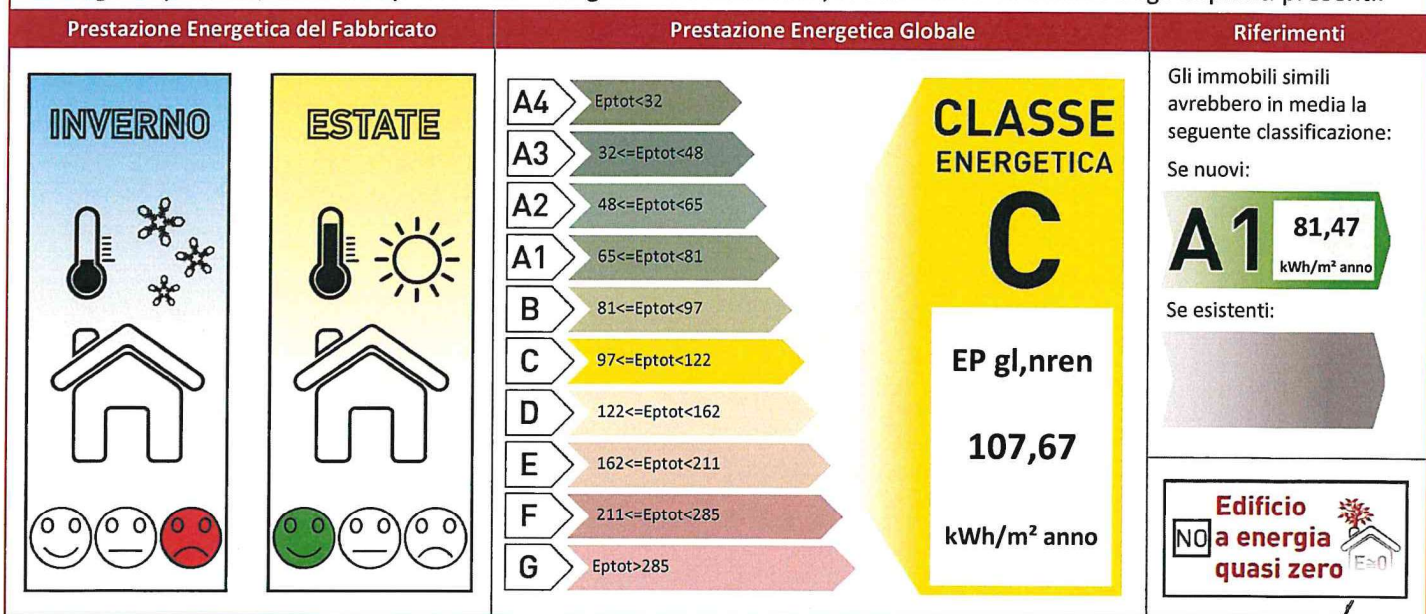 Prestazione Energetica del Fabbricato
Prestazione Energetica Globale
Riferimenti
INVERNO
ESTATE
A4 Eptot<32
A3 32<=Eptot<48
A2 48<=Eptot<65
A1 65<=Eptot<81
B 81<=Eptot<97
C 97<=Eptot<122
D 122<=Eptot<162
E 162<=Eptot<211
F 211<=Eptot<285
G Eptot>285
CLASSE
ENERGETICA
C
EP gl,nren
107,67
kWh/m² anno
Gli immobili simili
avrebbero in media la
seguente classificazione:
Se nuovi:
A1 81,47
kWh/m² anno
Se esistenti:
Edificio
NO a energia
quasi zero
E≅0